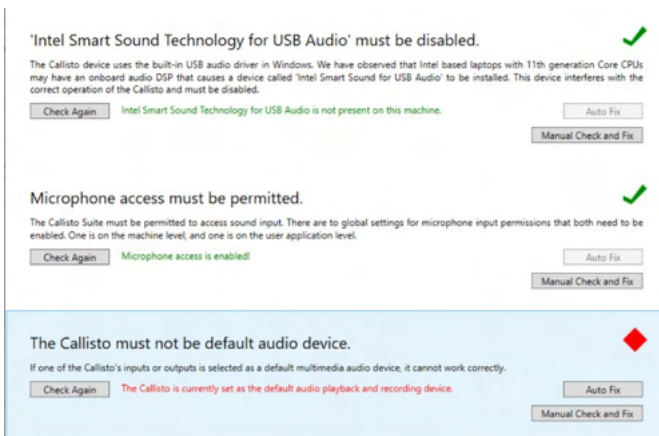 'Intel Smart Sound Technology for USB Audio' must be disabled.
The Callisto device uses the built-in USB audio driver in Windows. We have observed that Intel based laptops with 11th generation Core CPUs
may have an onboard audio DSP that causes a device called 'Intel Smart Sound for USB Audio' to be installed. This device interferes with the
correct operation of the Callisto and must be disabled.
Check Again Intel Smart Sound Technology for USB Audio is not present on this machine. Auto Fix
Manual Check and Fix
Microphone access must be permitted.
The Callisto Suite must be permitted to access sound input. There are to global settings for microphone input permissions that both need to be
enabled. One is on the machine level, and one is on the user application level.
Check Again Microphone access is enabled! Auto Fix
Manual Check and Fix
The Callisto must not be default audio device.
If one of the Callisto's inputs or outputs is selected as a default multimedia audio device, it cannot work correctly.
Check Again The Callisto is currently set as the default audio playback and recording device. Auto Fix
Manual Check and Fix